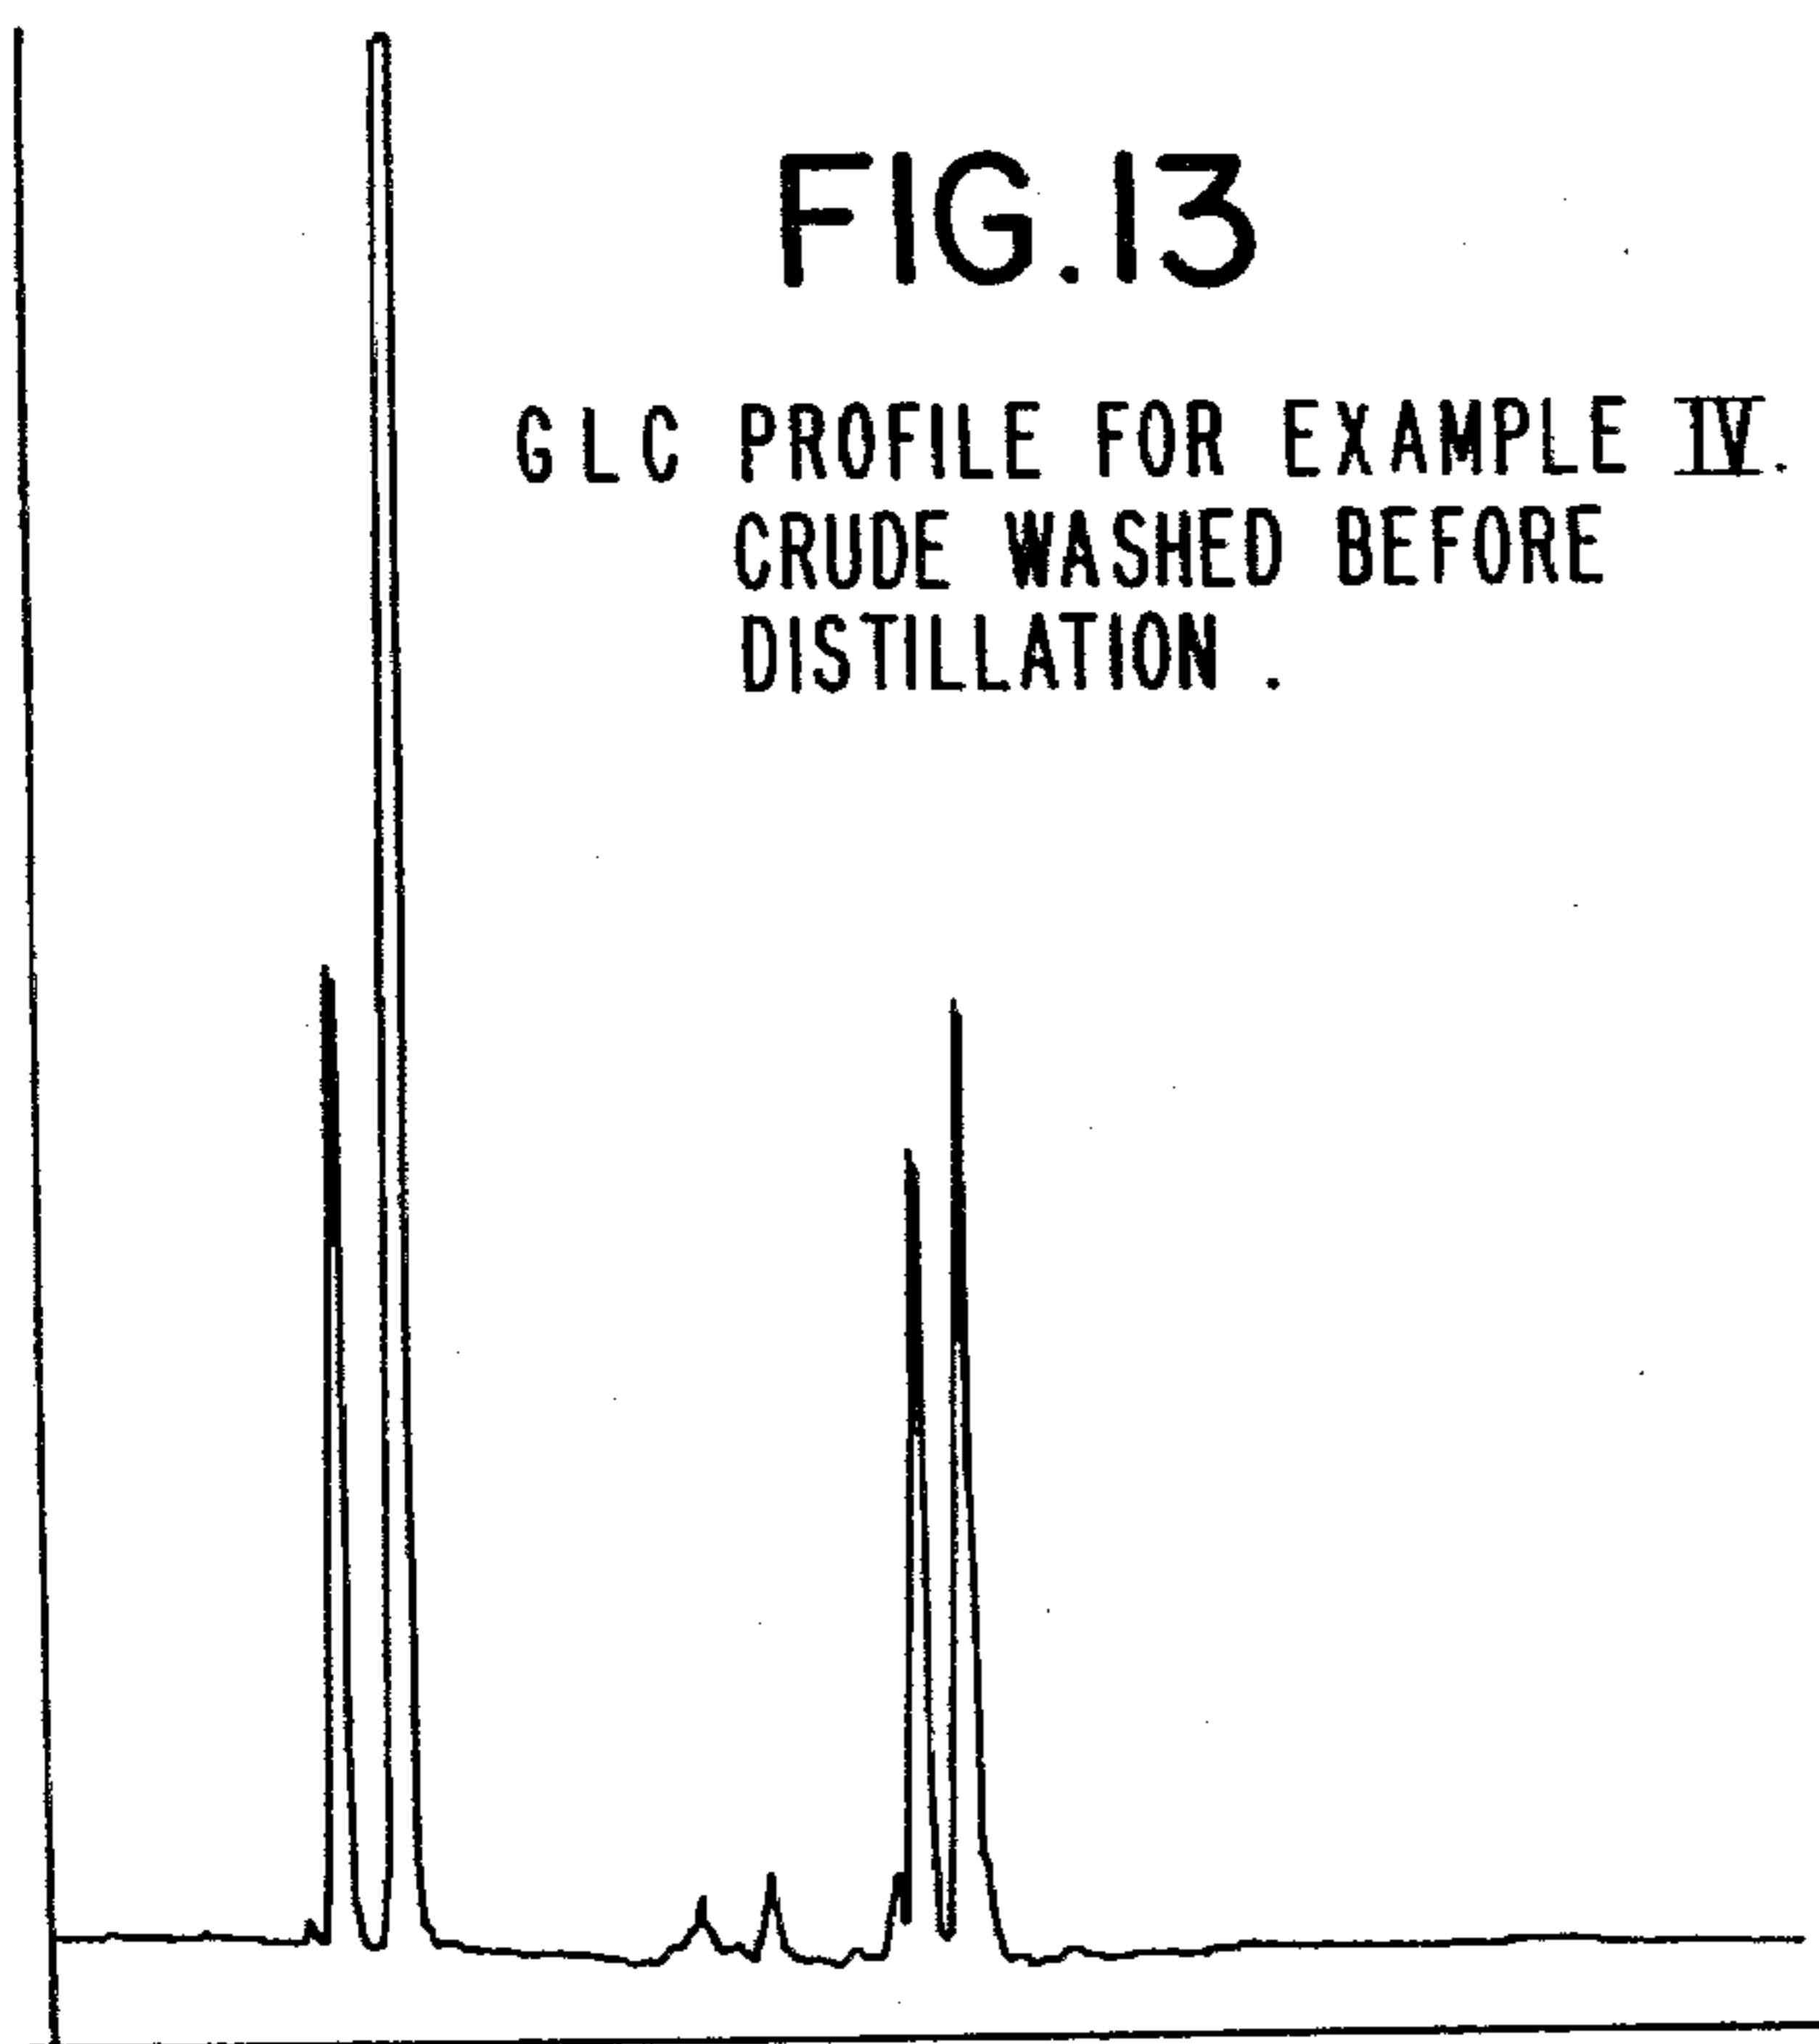 FIG.13
GLC PROFILE FOR EXAMPLE IV.
CRUDE WASHED BEFORE
DISTILLATION .